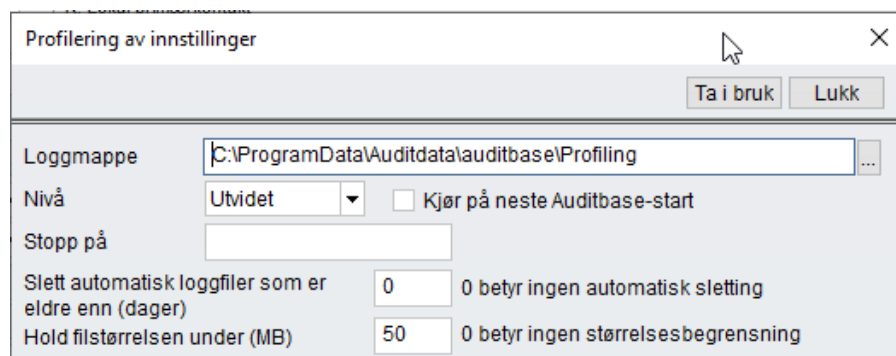 Profilering av innstillinger
Ta i bruk Lukk
Loggmappe C:\ProgramData\Auditdata\auditbase\Profiling ...
Nivå Utvidet Kjør på neste Auditbase-start
Stopp på
Slett automatisk loggfiler som er
eldre enn (dager) 0 0 betyr ingen automatisk sletting
Hold filstørrelsen under (MB) 50 0 betyr ingen størrelsesbegrensning